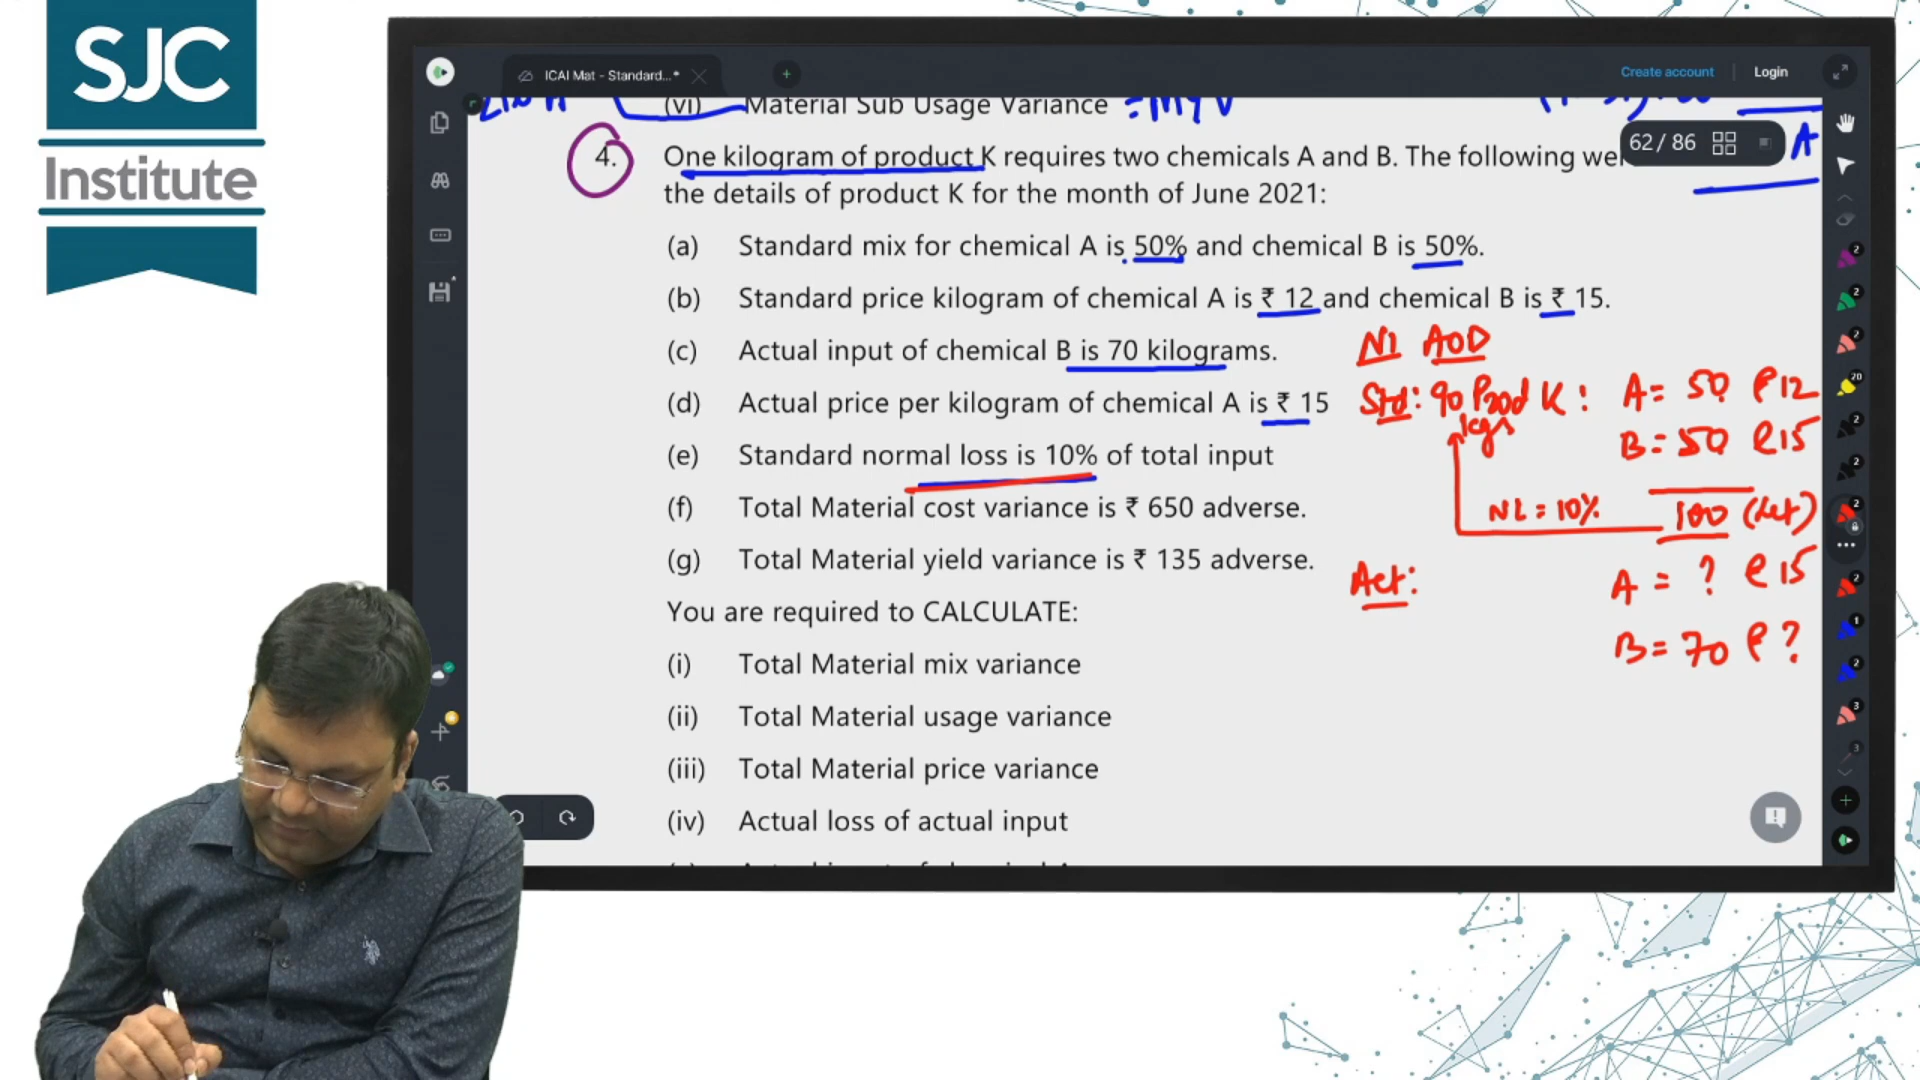 SJC
Institute
ICAI Mat - Standard...*
Create account
Login
(vi) Material Sub Usage Variance = MYV
62 / 86
A
4. One kilogram of product K requires two chemicals A and B. The following wer
the details of product K for the month of June 2021:
(a) Standard mix for chemical A is 50% and chemical B is 50%.
(b) Standard price kilogram of chemical A is ₹ 12 and chemical B is ₹ 15.
(c) Actual input of chemical B is 70 kilograms.
(d) Actual price per kilogram of chemical A is ₹ 15
(e) Standard normal loss is 10% of total input
(f) Total Material cost variance is ₹ 650 adverse.
(g) Total Material yield variance is ₹ 135 adverse.
You are required to CALCULATE:
(i) Total Material mix variance
(ii) Total Material usage variance
(iii) Total Material price variance
(iv) Actual loss of actual input
N1 AOD
Std: 90 Prod K : A = 50 @ 12
kgs
B = 50 @ 15
NL = 10% 100 (Let)
Act: A = ? @ 15
B = 70 @ ?